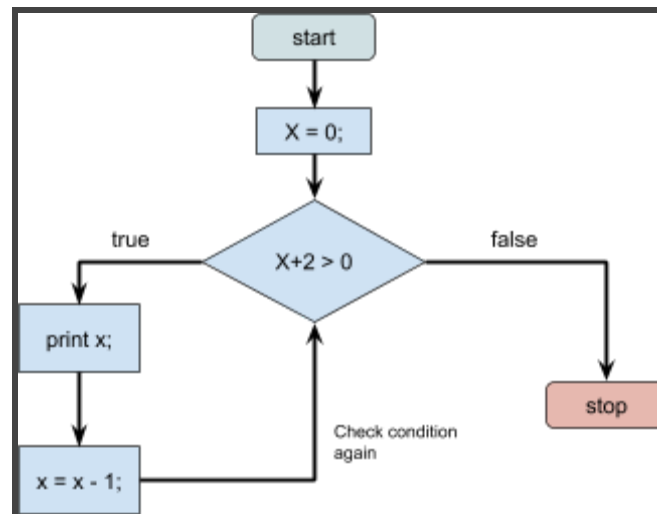 start
X = 0;
true
false
X+2 > 0
print x;
stop
Check condition
again
x = x - 1;